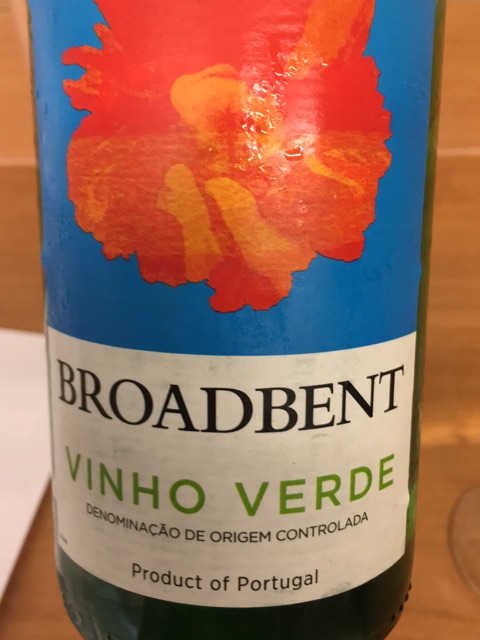 BROADBENT
VINHO VERDE
DENOMINAÇÃO DE ORIGEM CONTROLADA
Product of Portugal